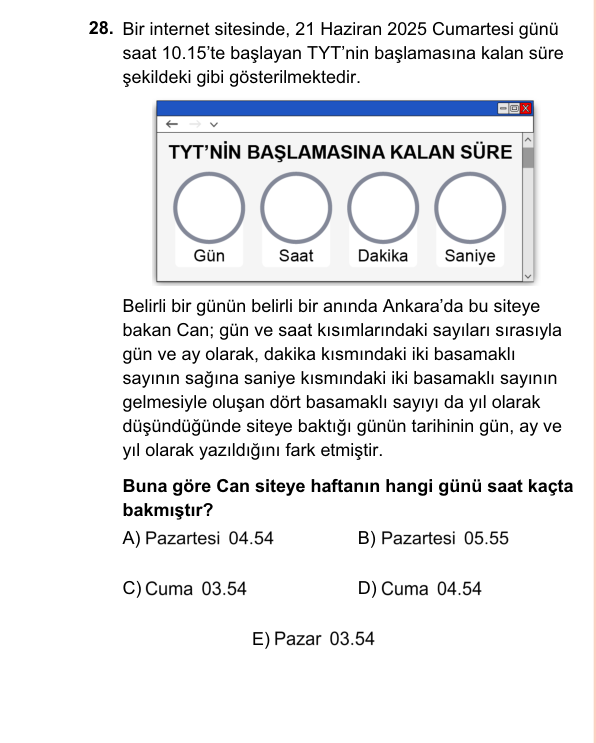 28. Bir internet sitesinde, 21 Haziran 2025 Cumartesi günü
saat 10.15'te başlayan TYT'nin başlamasına kalan süre
şekildeki gibi gösterilmektedir.
TYT'NİN BAŞLAMASINA KALAN SÜRE
Gün Saat Dakika Saniye
Belirli bir günün belirli bir anında Ankara'da bu siteye
bakan Can; gün ve saat kısımlarındaki sayıları sırasıyla
gün ve ay olarak, dakika kısmındaki iki basamaklı
sayının sağına saniye kısmındaki iki basamaklı sayının
gelmesiyle oluşan dört basamaklı sayıyı da yıl olarak
düşündüğünde siteye baktığı günün tarihinin gün, ay ve
yıl olarak yazıldığını fark etmiştir.
Buna göre Can siteye haftanın hangi günü saat kaçta
bakmıştır?
A) Pazartesi 04.54 B) Pazartesi 05.55
C) Cuma 03.54 D) Cuma 04.54
E) Pazar 03.54